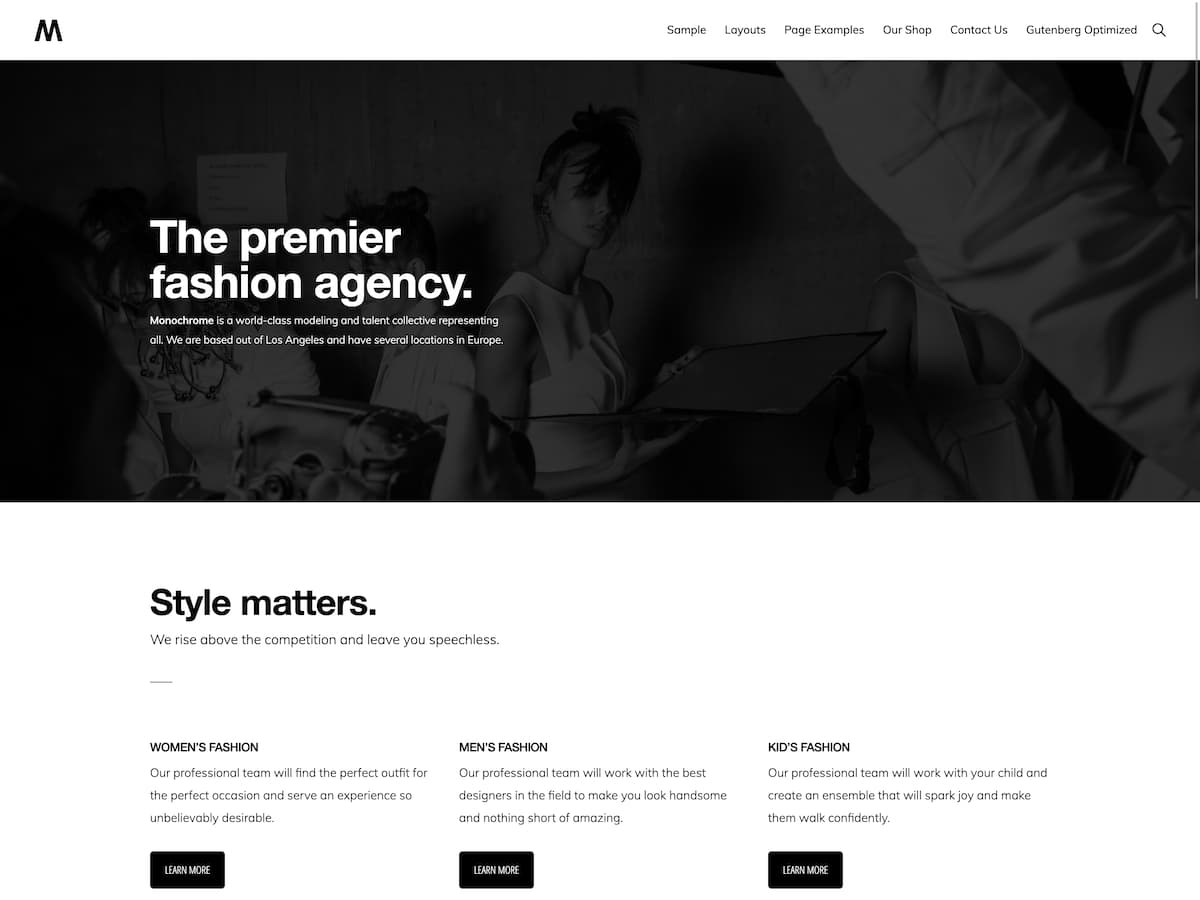 M
Sample Layouts Page Examples Our Shop Contact Us Gutenberg Optimized
The premier
fashion agency.
Monochrome is a world-class modeling and talent collective representing
all. We are based out of Los Angeles and have several locations in Europe.
Style matters.
We rise above the competition and leave you speechless.
WOMEN'S FASHION
Our professional team will find the perfect outfit for
the perfect occasion and serve an experience so
unbelievably desirable.
LEARN MORE
MEN'S FASHION
Our professional team will work with the best
designers in the field to make you look handsome
and nothing short of amazing.
LEARN MORE
KID'S FASHION
Our professional team will work with your child and
create an ensemble that will spark joy and make
them walk confidently.
LEARN MORE